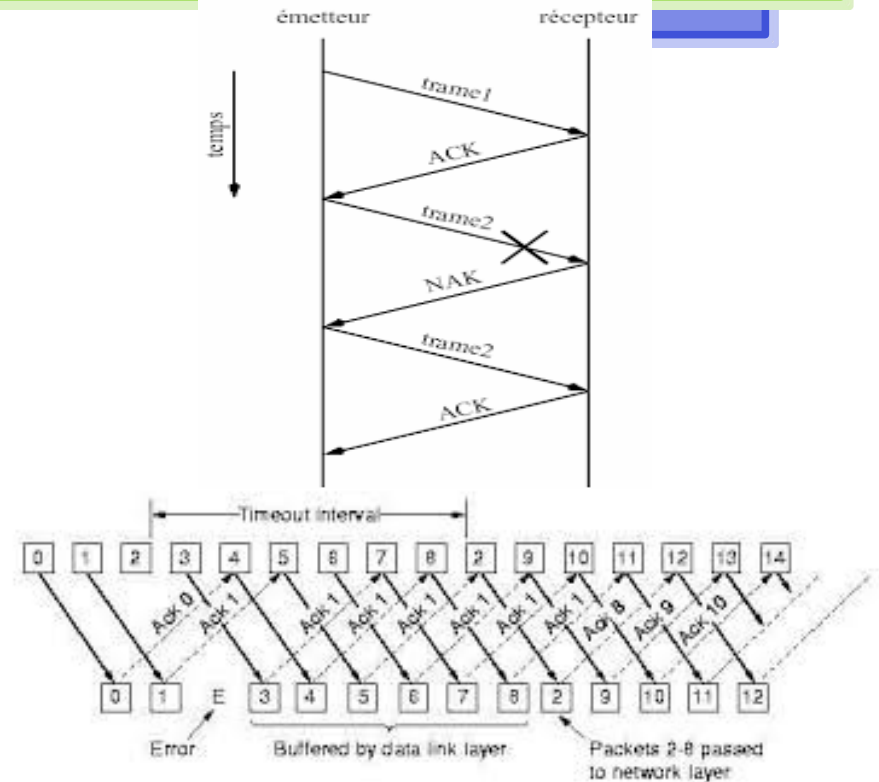 émetteur récepteur
temps
trame1
ACK
trame2
NAK
trame2
ACK
Timeout interval
0 1 2 3 4 5 6 7 8 2 9 10 11 12 13 14
Ack 0 Ack 1 Ack 1 Ack 1 Ack 1 Ack 1 Ack 1 Ack 1 Ack 8 Ack 9 Ack 10
0 1 E 3 4 5 6 7 8 2 9 10 11 12
Error Buffered by data link layer Packets 2-8 passed
to network layer